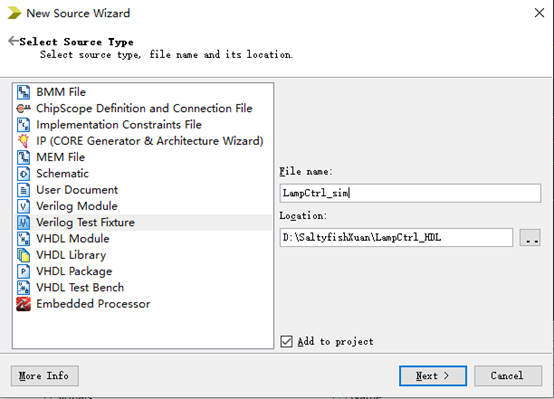 New Source Wizard
Select Source Type
Select source type, file name and its location.
BMM File
ChipScope Definition and Connection File
Implementation Constraints File
IP (CORE Generator & Architecture Wizard)
MEM File
Schematic
User Document
Verilog Module
Verilog Test Fixture
VHDL Module
VHDL Library
VHDL Package
VHDL Test Bench
Embedded Processor
File name:
LampCtrl_sim
Location:
D:\SaltyfishXuan\LampCtrl_HDL
..
Add to project
More Info
Next >
Cancel